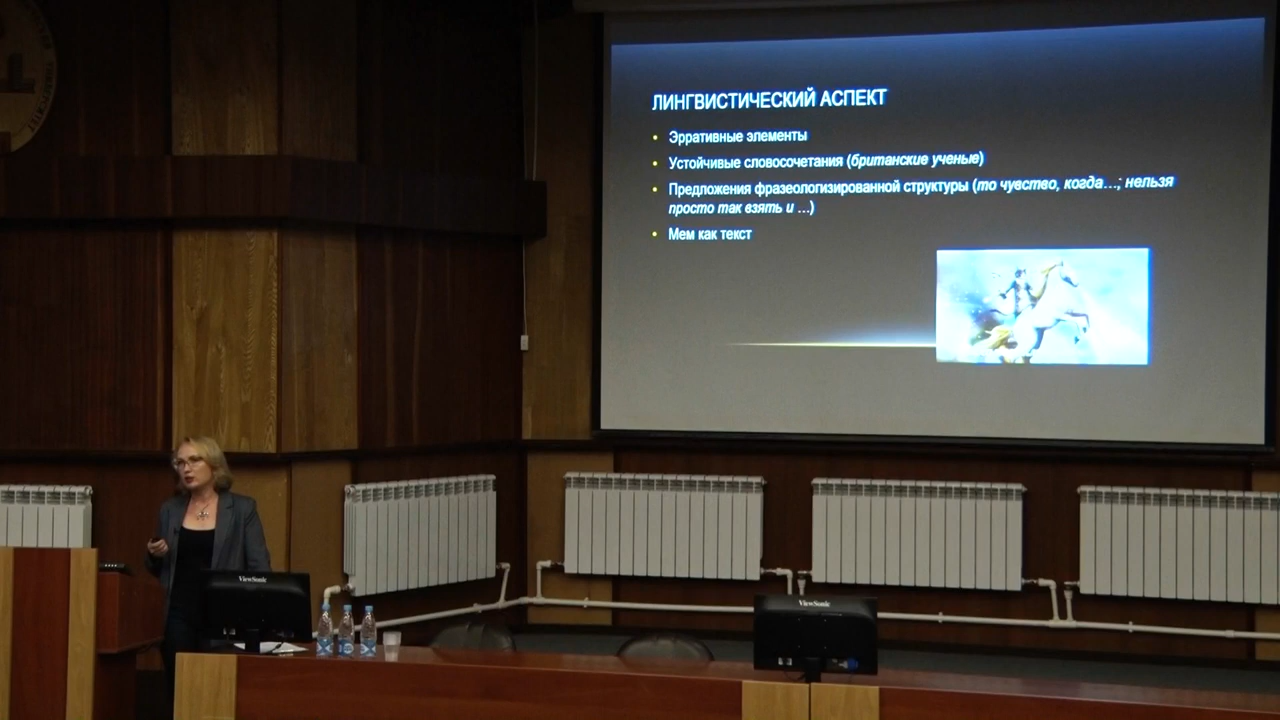 ЛИНГВИСТИЧЕСКИЙ АСПЕКТ
• Эрративные элементы
• Устойчивые словосочетания (британские ученые)
• Предложения фразеологизированной структуры (то чувство, когда…; нельзя
просто так взять и …)
• Мем как текст
ViewSonic
ViewSonic